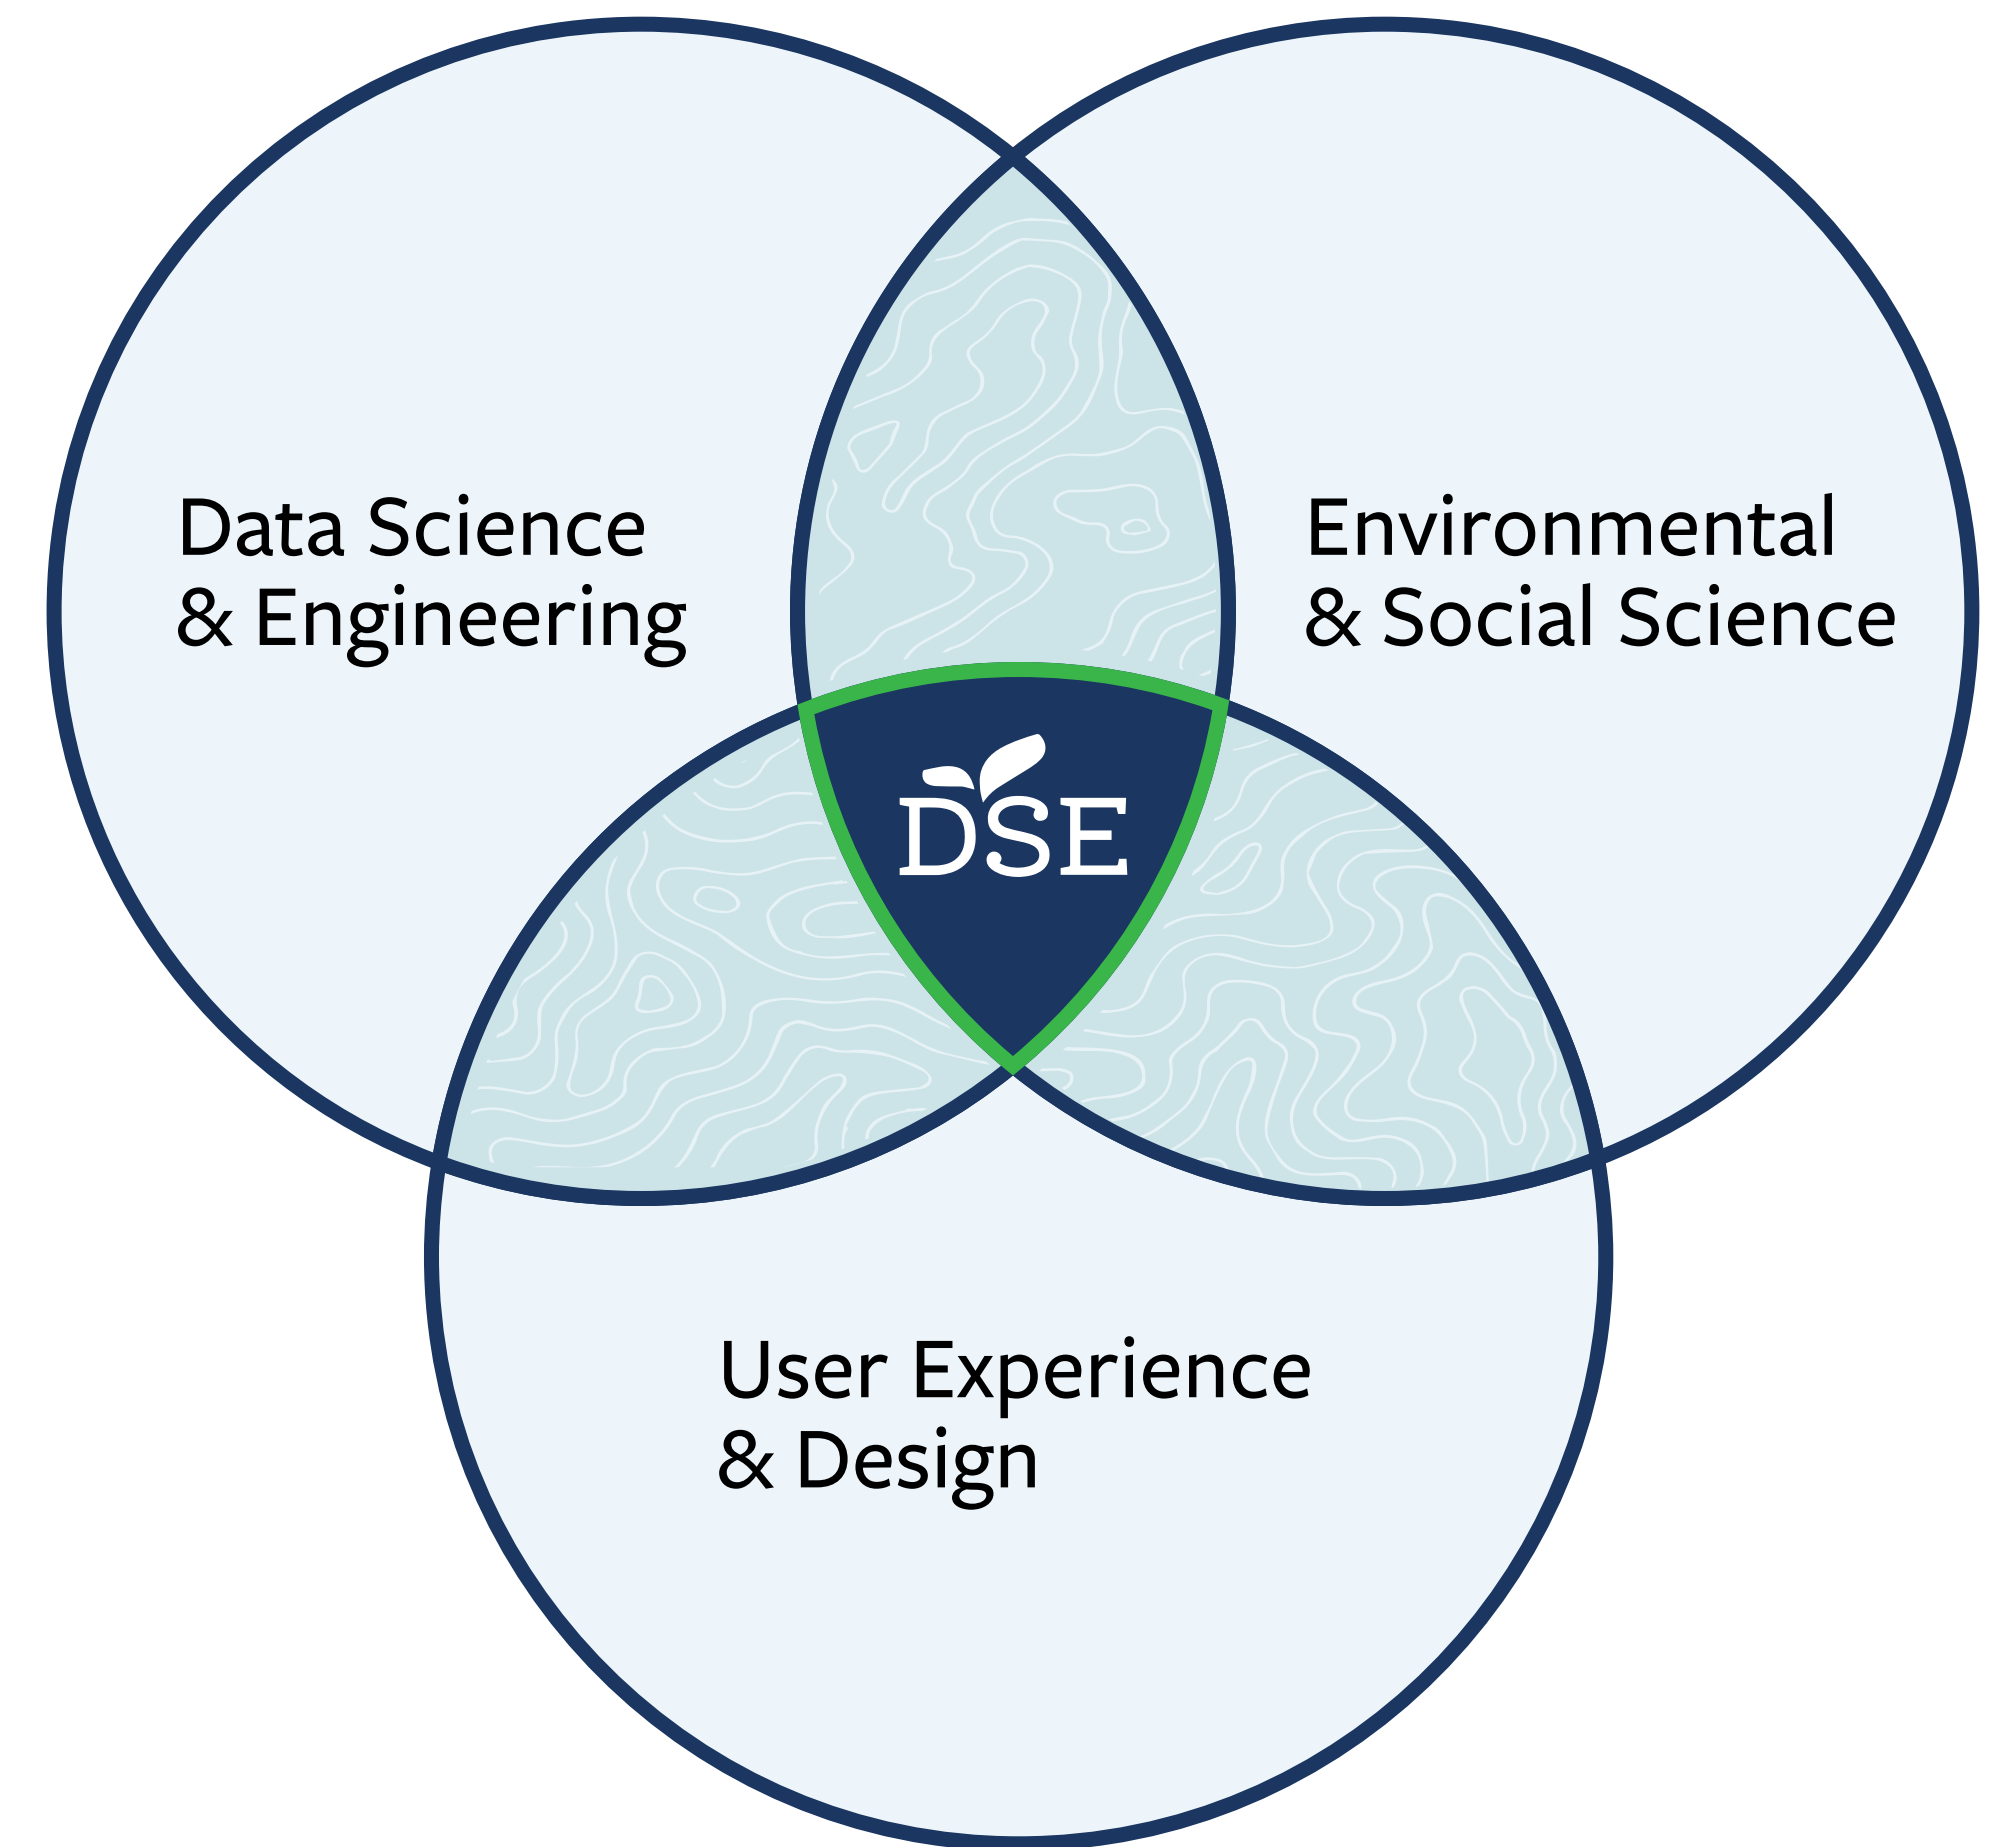 Data Science
& Engineering
Environmental
& Social Science
DSE
User Experience
& Design